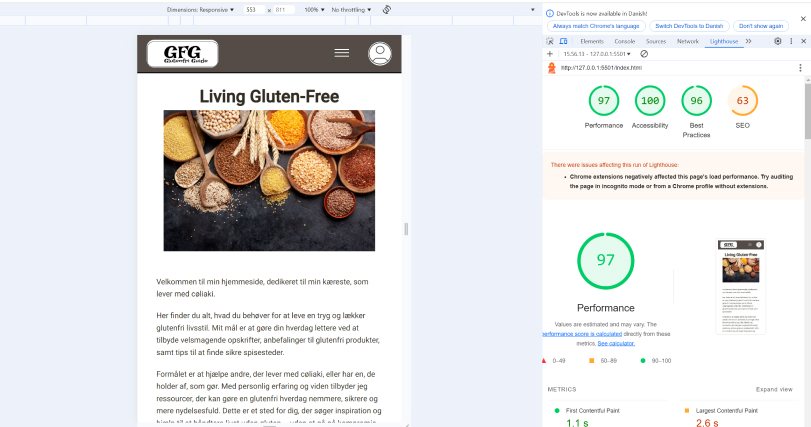 Dimensions: Responsive ▼ 553 x 811 100% ▼ No throttling ▼
GFG
Glutenfri Guide
Living Gluten-Free
Velkommen til min hjemmeside, dedikeret til min kæreste, som
lever med cøliaki.
Her finder du alt, hvad du behøver for at leve en tryg og lækker
glutenfri livsstil. Mit mål er at gøre din hverdag lettere ved at
tilbyde velsmagende opskrifter, anbefalinger til glutenfri produkter,
samt tips til at finde sikre spisesteder.
Formålet er at hjælpe andre, der lever med cøliaki, eller har en, de
holder af, som gør. Med personlig erfaring og viden tilbyder jeg
ressourcer, der kan gøre en glutenfri hverdag nemmere, sikrere og
mere nydelsesfuld. Dette er et sted for dig, der søger inspiration og
DevTools is now available in Danish!
Always match Chrome's language Switch DevTools to Danish Don't show again
Elements Console Sources Network Lighthouse
15.56.13 - 127.0.0.1:5501 ▼
http://127.0.0.1:5501/index.html
97 100 96 63
Performance Accessibility Best Practices SEO
There were issues affecting this run of Lighthouse:
• Chrome extensions negatively affected this page's load performance. Try auditing
the page in incognito mode or from a Chrome profile without extensions.
97
Performance
Values are estimated and may vary. The
performance score is calculated directly from these
metrics. See calculator.
0–49 50–89 90–100
GFG
Living Gluten-Free
METRICS Expand view
First Contentful Paint Largest Contentful Paint
1.1 s 2.6 s